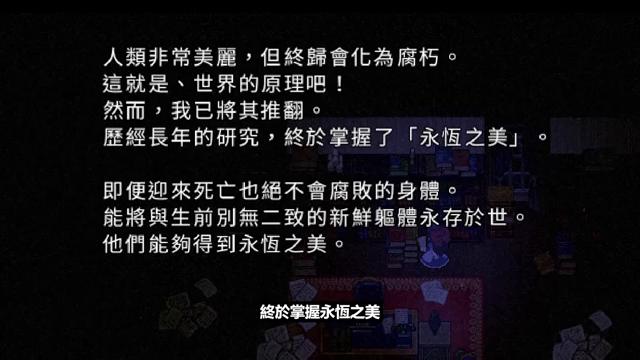 人類非常美麗，但終歸會化為腐朽。
這就是、世界的原理吧！
然而，我已將其推翻。
歷經長年的研究，終於掌握了「永恆之美」。
即便迎來死亡也絕不會腐敗的身體。
能將與生前別無二致的新鮮軀體永存於世。
他們能夠得到永恆之美。
終於掌握永恆之美